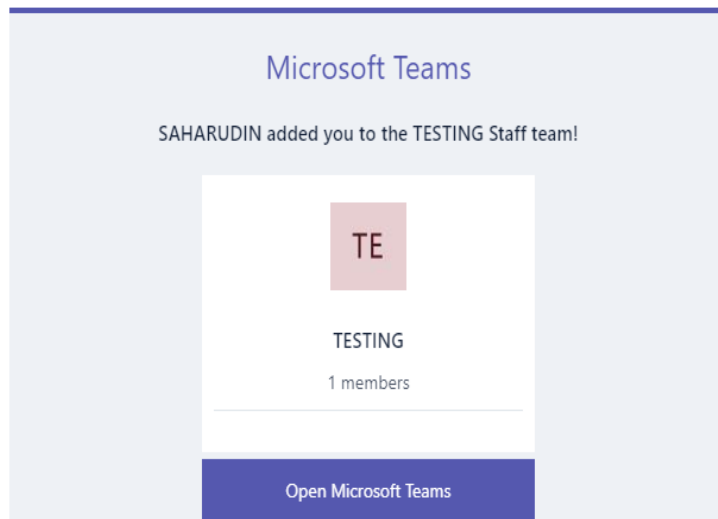 Microsoft Teams
SAHARUDIN added you to the TESTING Staff team!
TE
TESTING
1 members
Open Microsoft Teams